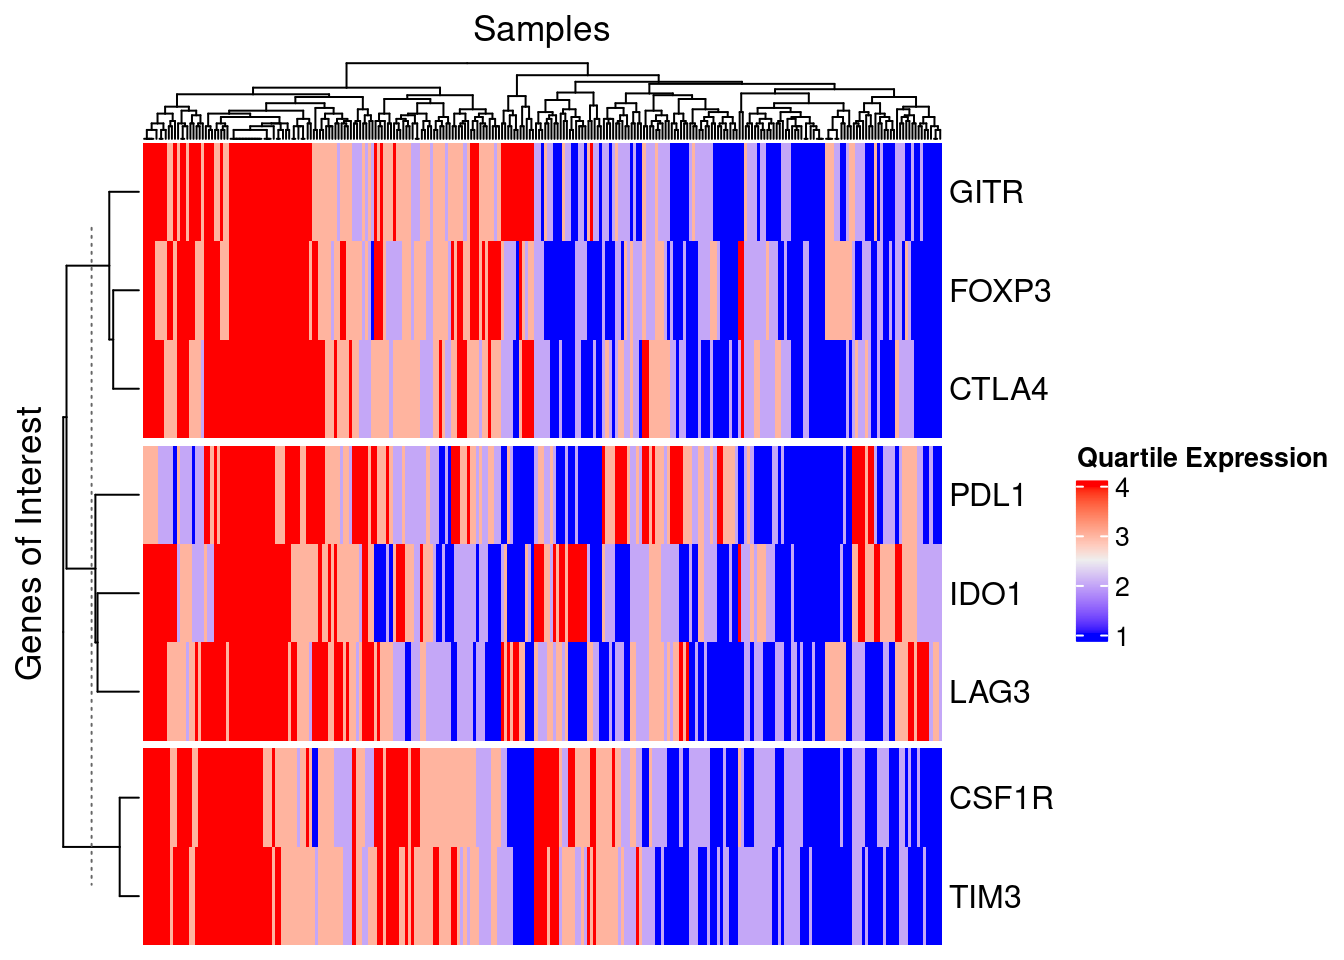 Samples
GITR
FOXP3
CTLA4
PDL1
IDO1
LAG3
CSF1R
TIM3
Genes of Interest
Quartile Expression
4
3
2
1